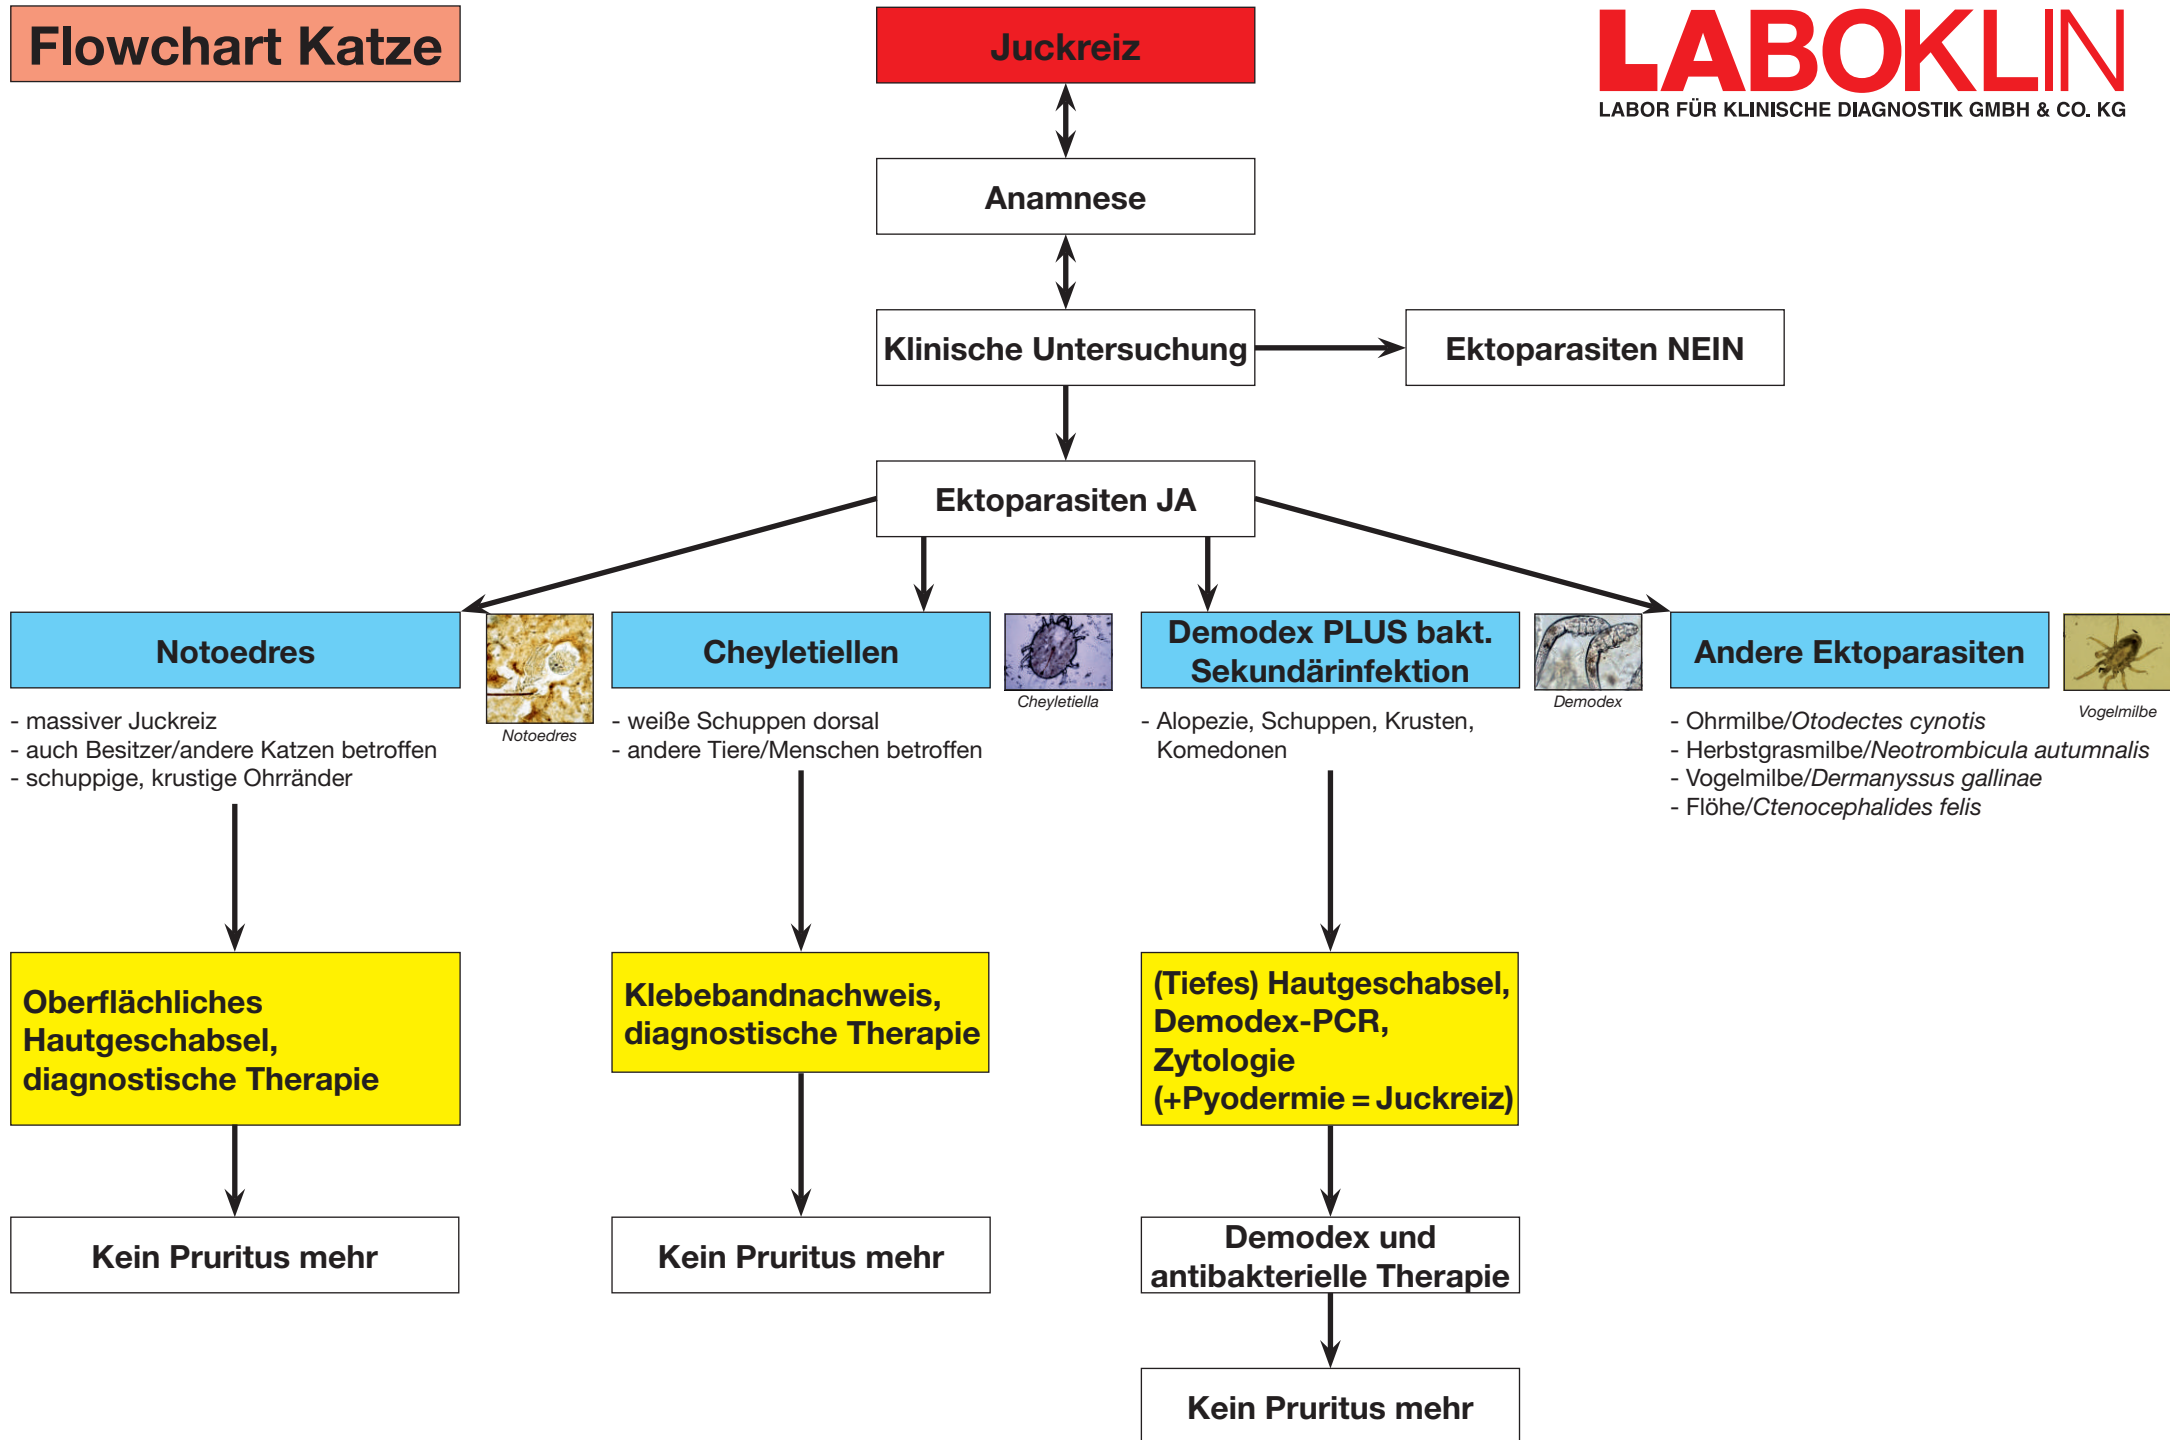 Flowchart Katze
Juckreiz
LABOKLIN
LABOR FÜR KLINISCHE DIAGNOSTIK GMBH & CO. KG
Anamnese
Klinische Untersuchung
Ektoparasiten NEIN
Ektoparasiten JA
Notoedres
Notoedres
- massiver Juckreiz
- auch Besitzer/andere Katzen betroffen
- schuppige, krustige Ohrränder
Cheyletiellen
Cheyletiella
- weiße Schuppen dorsal
- andere Tiere/Menschen betroffen
Demodex PLUS bakt.
Sekundärinfektion
Demodex
- Alopezie, Schuppen, Krusten,
Komedonen
Andere Ektoparasiten
Vogelmilbe
- Ohrmilbe/Otodectes cynotis
- Herbstgrasmilbe/Neotrombicula autumnalis
- Vogelmilbe/Dermanyssus gallinae
- Flöhe/Ctenocephalides felis
Oberflächliches
Hautgeschabsel,
diagnostische Therapie
Klebebandnachweis,
diagnostische Therapie
(Tiefes) Hautgeschabsel,
Demodex-PCR,
Zytologie
(+Pyodermie = Juckreiz)
Kein Pruritus mehr
Kein Pruritus mehr
Demodex und
antibakterielle Therapie
Kein Pruritus mehr